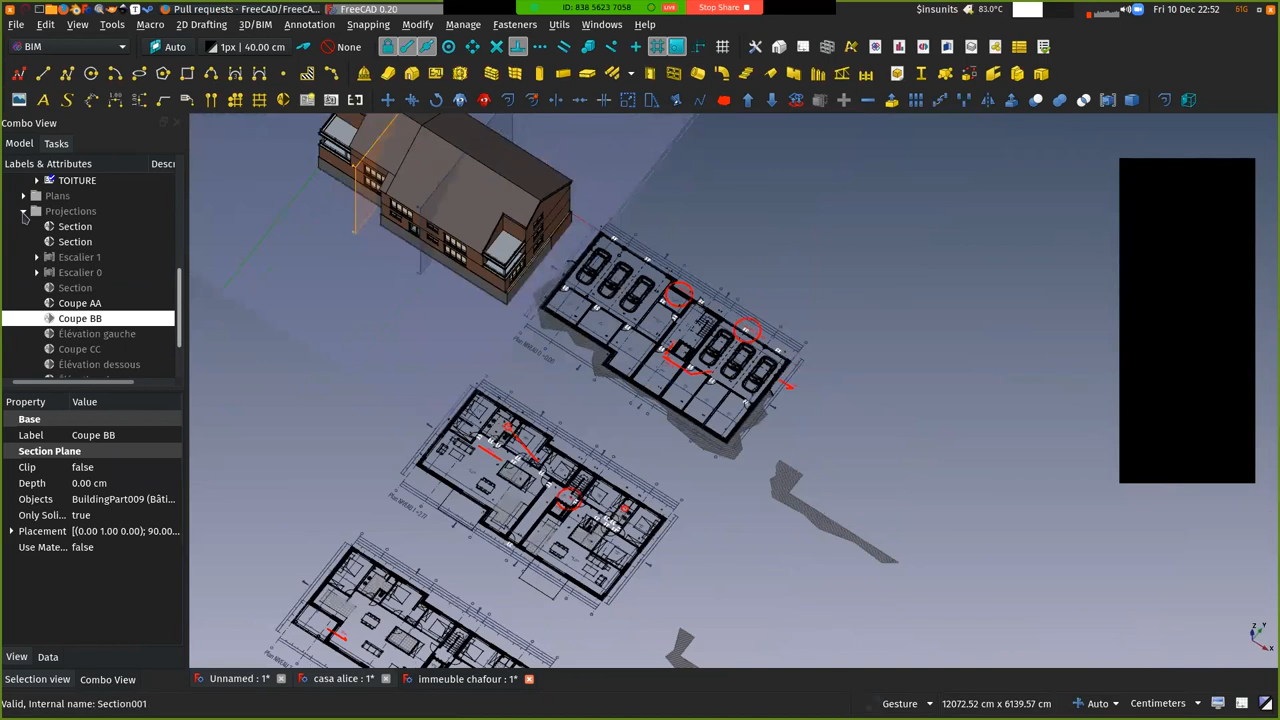 Pull requests · FreeCAD/FreeCA...
FreeCAD 0.20
ID: 838 5623 7058
LIVE
Stop Share
$insunits
83.0°C
Fri 10 Dec 22:52
61G
File
Edit
View
Tools
Macro
2D Drafting
3D/BIM
Annotation
Snapping
Modify
Manage
Fasteners
Utils
Windows
Help
BIM
Auto
1px | 40.00 cm
None
Combo View
Model
Tasks
Labels & Attributes
Descr
TOITURE
Plans
Projections
Section
Section
Escalier 1
Escalier 0
Section
Coupe AA
Coupe BB
Élévation gauche
Coupe CC
Élévation dessous
Property
Value
Base
Label
Coupe BB
Section Plane
Clip
false
Depth
0.00 cm
Objects
BuildingPart009 (Bâti...
Only Soli...
true
Placement
[(0.00 1.00 0.00); 90.00...
Use Mate...
false
View
Data
Selection view
Combo View
Unnamed : 1*
casa alice : 1*
immeuble chafour : 1*
Valid, Internal name: Section001
Gesture
12072.52 cm x 6139.57 cm
Auto
Centimeters
Z
Y
X